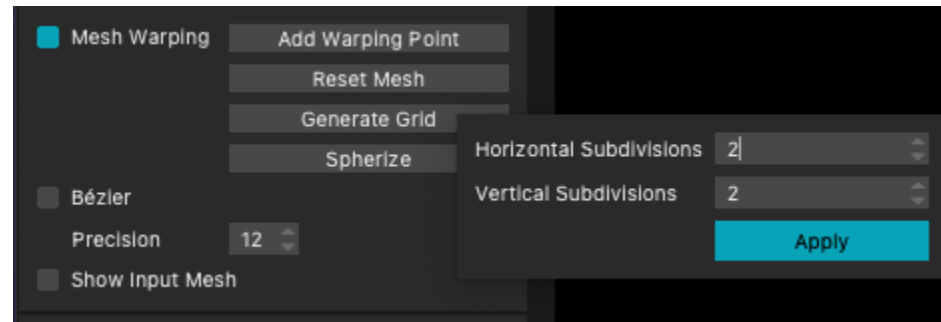 Mesh Warping
Add Warping Point
Reset Mesh
Generate Grid
Spherize
Horizontal Subdivisions 2
Vertical Subdivisions 2
Apply
Bézier
Precision 12
Show Input Mesh